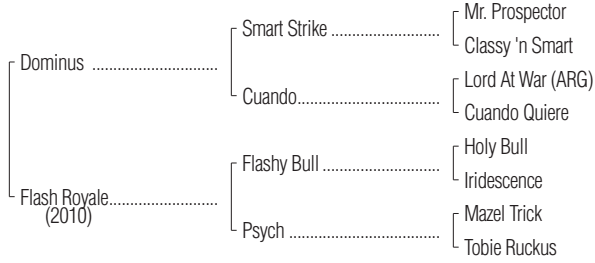 Mr. Prospector
Smart Strike ..............................
Classy 'n Smart
Dominus ...................................
Lord At War (ARG)
Cuando.......................................
Cuando Quiere
Holy Bull
Flashy Bull ................................
Iridescence
Flash Royale..............................
(2010)
Mazel Trick
Psych .........................................
Tobie Ruckus